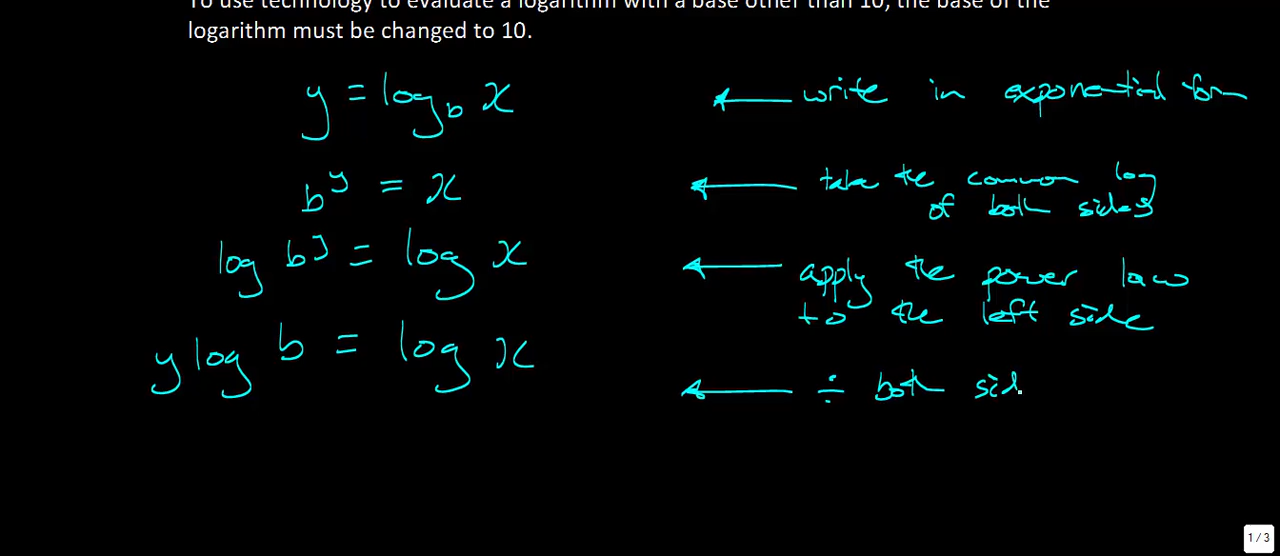 To use technology to evaluate a logarithm with a base other than 10, the base of the
logarithm must be changed to 10.
y = log_b x ← write in exponential form
b^y = x ← take the common log
of both sides
log b^y = log x ← apply the power law
to the left side
y log b = log x ← ÷ both sid
1 / 3